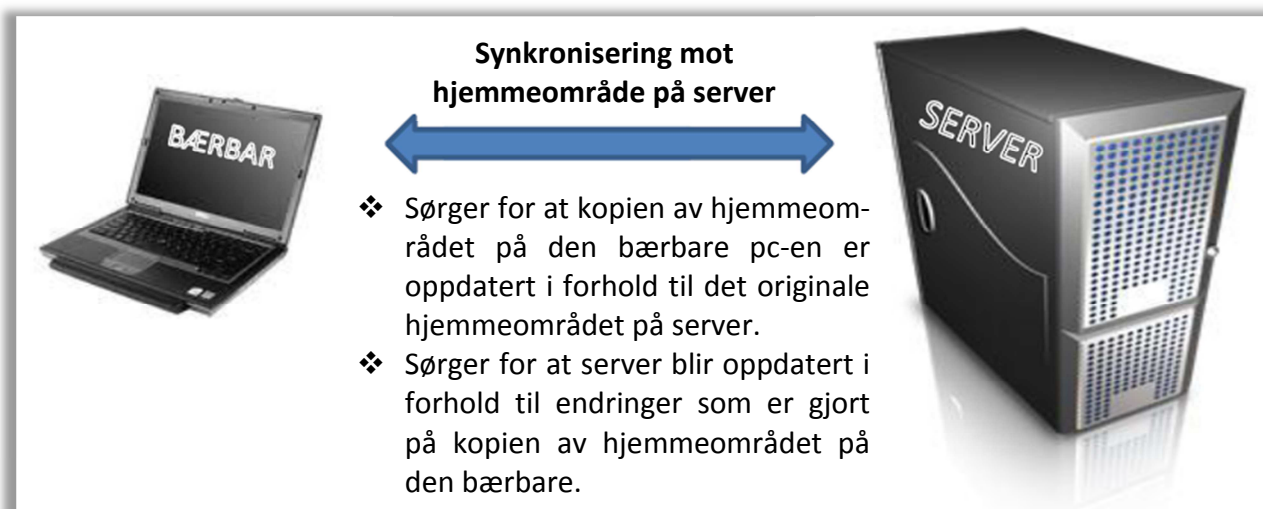 Synkronisering mot
hjemmeområde på server
BÆRBAR
SERVER
❖ Sørger for at kopien av hjemmeom-
rådet på den bærbare pc-en er
oppdatert i forhold til det originale
hjemmeområdet på server.
❖ Sørger for at server blir oppdatert i
forhold til endringer som er gjort
på kopien av hjemmeområdet på
den bærbare.